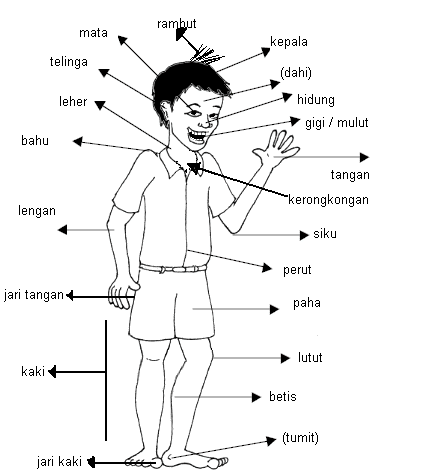 rambut
mata
kepala
telinga
(dahi)
leher
hidung
gigi / mulut
bahu
tangan
kerongkongan
lengan
siku
perut
jari tangan
paha
lutut
kaki
betis
(tumit)
jari kaki